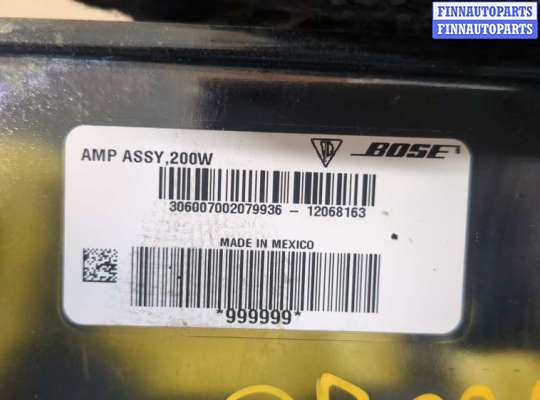 FINNAUTOPARTS
FINNAUTOPARTS
AMP ASSY,200W
BOSE
306007002079936 - 12068163
MADE IN MEXICO
*999999*